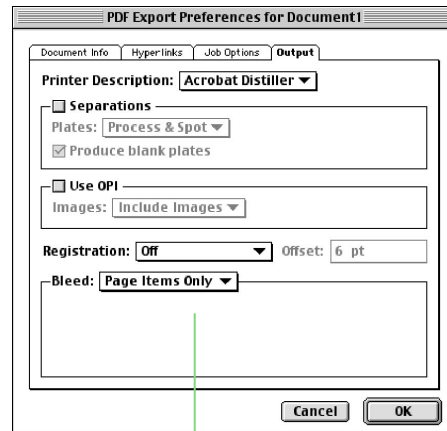 PDF Export Preferences for Document1
Document Info Hyperlinks Job Options Output
Printer Description: Acrobat Distiller
Separations
Plates: Process & Spot
Produce blank plates
Use OPI
Images: Include Images
Registration: Off Offset: 6 pt
Bleed: Page Items Only
Cancel OK